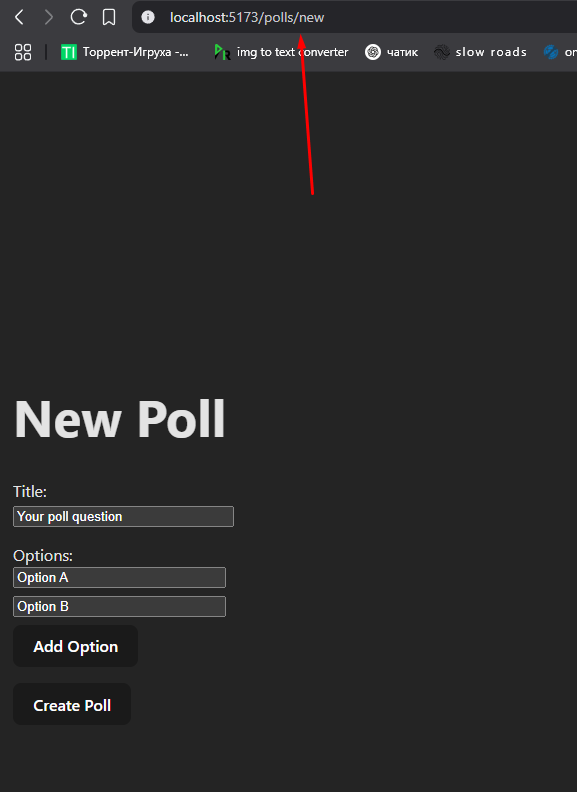 localhost:5173/polls/new
TI Торрент-Игруха -... img to text converter чатик slow roads
New Poll
Title:
Your poll question
Options:
Option A
Option B
Add Option
Create Poll